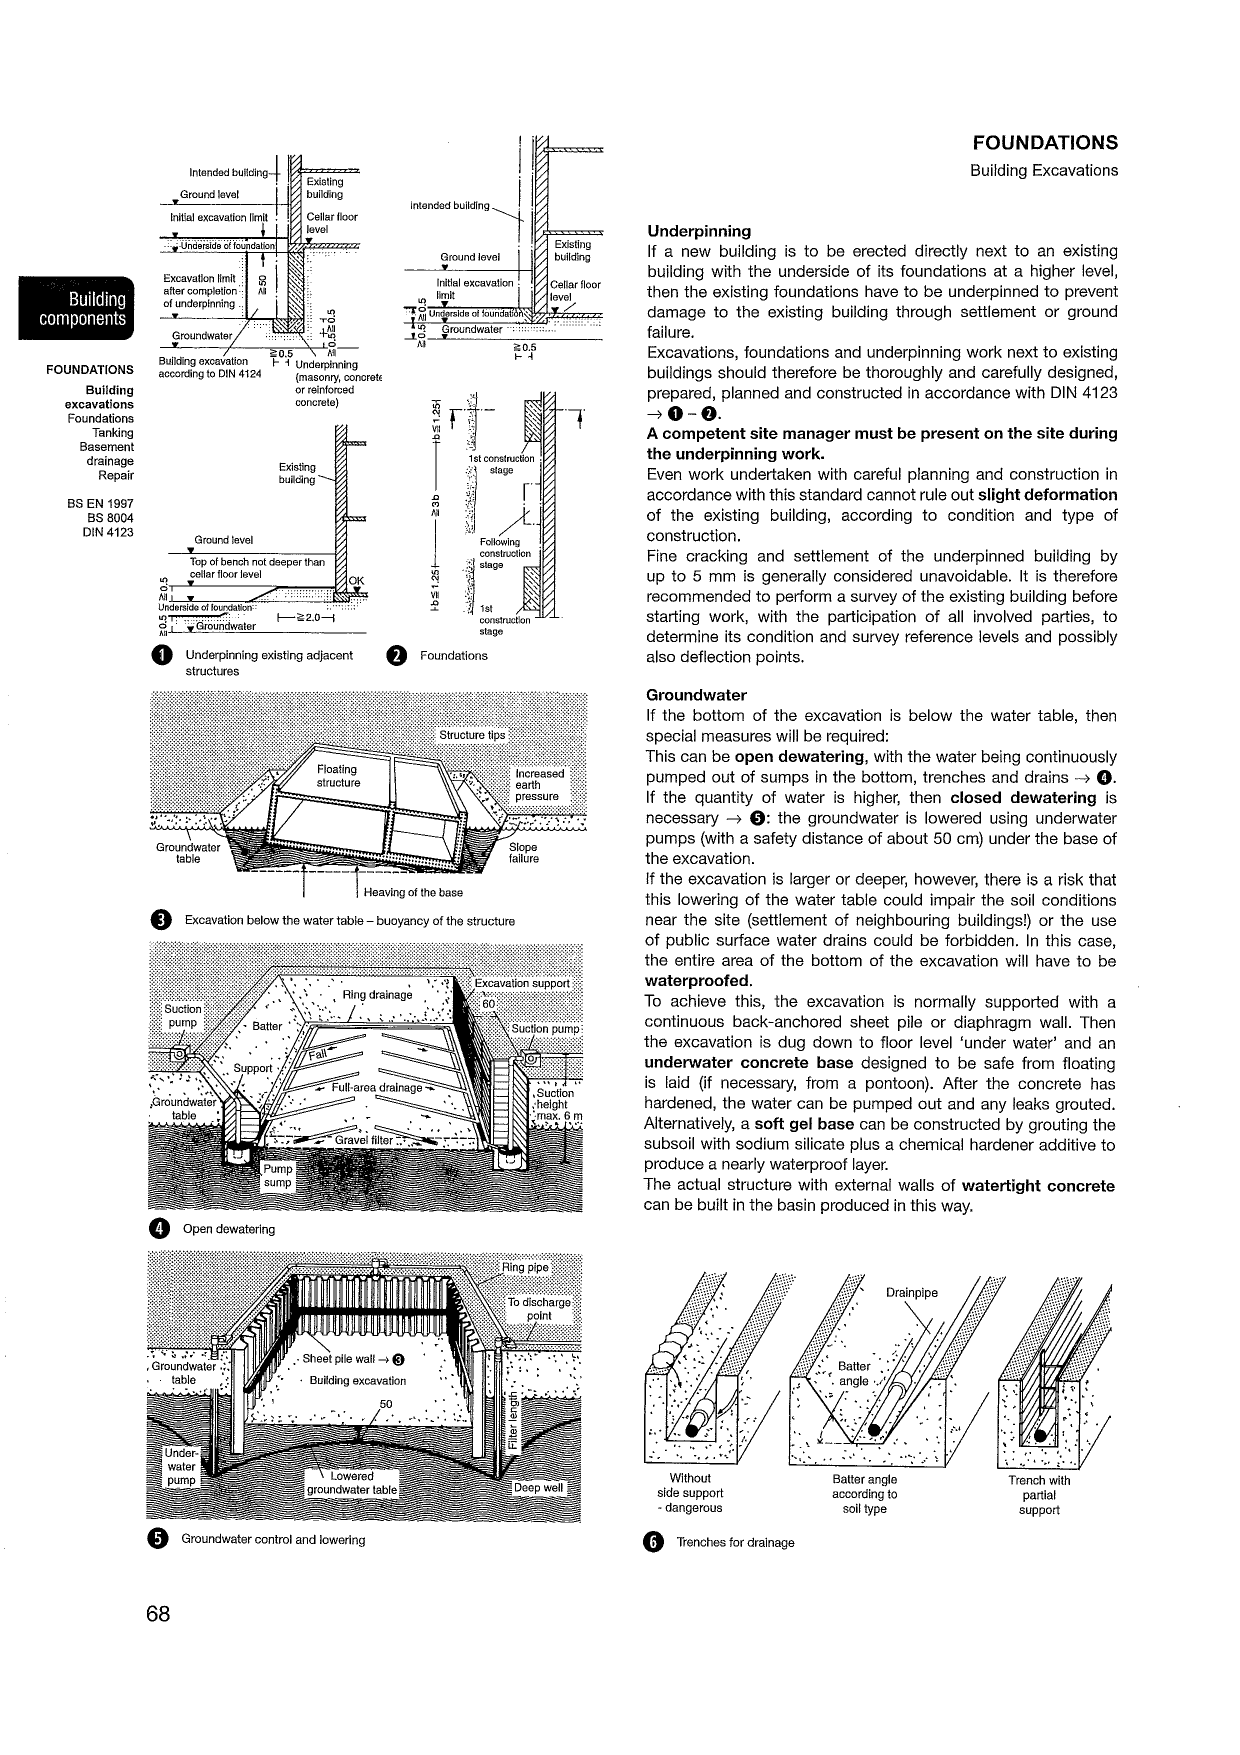 FOUNDATIONS
Building Excavations
Building
components
FOUNDATIONS
Building
excavations
Foundations
Tanking
Basement
drainage
Repair
BS EN 1997
BS 8004
DIN 4123
Intended building
Ground level
Existing
building
Initial excavation limit
Cellar floor
level
Underside of foundation
Excavation limit
after completion
of underpinning
≧ 50
≧ 0.5
Groundwater
≧ 0.5
≧ 0.5
Building excavation
according to DIN 4124
Underpinning
(masonry, concrete
or reinforced
concrete)
Intended building
Ground level
Existing
building
Initial excavation
limit
Cellar floor
level
≧ 0.5
Underside of foundation
≧ 0.5
Groundwater
≧ 0.5
Existing
building
Ground level
Top of bench not deeper than
cellar floor level
OK
≧ 0.5
Underside of foundation
≧ 2.0
≧ 0.5
Groundwater
b ≦ 1.25
1st construction
stage
≧ 3b
Following
construction
stage
b ≦ 1.25
1st
construction
stage
1 Underpinning existing adjacent
structures
2 Foundations
Structure tips
Floating
structure
Increased
earth
pressure
Groundwater
table
Slope
failure
Heaving of the base
3 Excavation below the water table – buoyancy of the structure
Excavation support
Ring drainage
60
Suction
pump
Batter
Suction pump
Fall
Support
Full-area drainage
Suction
height
max. 6 m
Groundwater
table
Gravel filter
Pump
sump
4 Open dewatering
Ring pipe
To discharge
point
Sheet pile wall → 3
Groundwater
table
Building excavation
50
Filter length
Under-
water
pump
Lowered
groundwater table
Deep well
5 Groundwater control and lowering
Underpinning
If a new building is to be erected directly next to an existing
building with the underside of its foundations at a higher level,
then the existing foundations have to be underpinned to prevent
damage to the existing building through settlement or ground
failure.
Excavations, foundations and underpinning work next to existing
buildings should therefore be thoroughly and carefully designed,
prepared, planned and constructed in accordance with DIN 4123
→ 1 – 2.
A competent site manager must be present on the site during
the underpinning work.
Even work undertaken with careful planning and construction in
accordance with this standard cannot rule out slight deformation
of the existing building, according to condition and type of
construction.
Fine cracking and settlement of the underpinned building by
up to 5 mm is generally considered unavoidable. It is therefore
recommended to perform a survey of the existing building before
starting work, with the participation of all involved parties, to
determine its condition and survey reference levels and possibly
also deflection points.
Groundwater
If the bottom of the excavation is below the water table, then
special measures will be required:
This can be open dewatering, with the water being continuously
pumped out of sumps in the bottom, trenches and drains → 4.
If the quantity of water is higher, then closed dewatering is
necessary → 5: the groundwater is lowered using underwater
pumps (with a safety distance of about 50 cm) under the base of
the excavation.
If the excavation is larger or deeper, however, there is a risk that
this lowering of the water table could impair the soil conditions
near the site (settlement of neighbouring buildings!) or the use
of public surface water drains could be forbidden. In this case,
the entire area of the bottom of the excavation will have to be
waterproofed.
To achieve this, the excavation is normally supported with a
continuous back-anchored sheet pile or diaphragm wall. Then
the excavation is dug down to floor level ‘under water’ and an
underwater concrete base designed to be safe from floating
is laid (if necessary, from a pontoon). After the concrete has
hardened, the water can be pumped out and any leaks grouted.
Alternatively, a soft gel base can be constructed by grouting the
subsoil with sodium silicate plus a chemical hardener additive to
produce a nearly waterproof layer.
The actual structure with external walls of watertight concrete
can be built in the basin produced in this way.
Drainpipe
Batter
angle
Without
side support
- dangerous
Batter angle
according to
soil type
Trench with
partial
support
6 Trenches for drainage
68